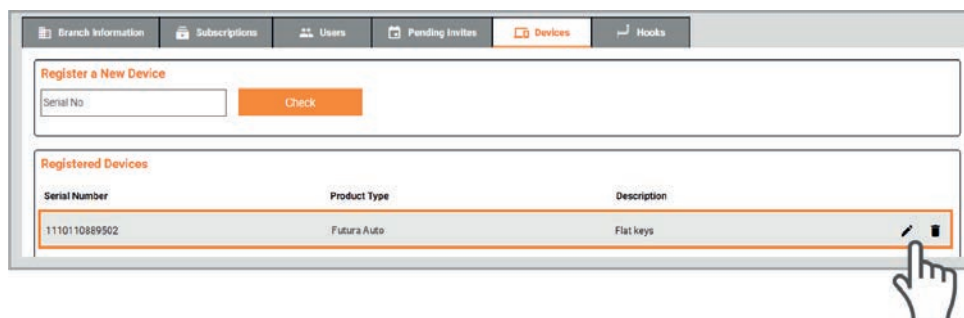 Branch Information Subscriptions Users Pending Invites Devices Hooks
Register a New Device
Serial No Check
Registered Devices
Serial Number Product Type Description
1110110889502 Futura Auto Flat keys